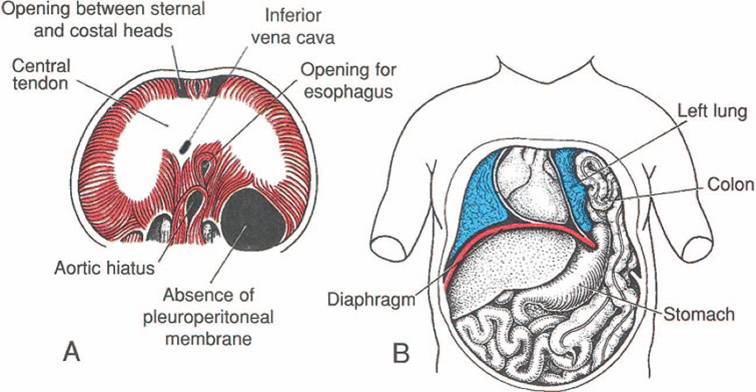 Opening between sternal
and costal heads
Inferior
vena cava
Central
tendon
Opening for
esophagus
Aortic hiatus
Absence of
pleuroperitoneal
membrane
A
Left lung
Colon
Diaphragm
Stomach
B